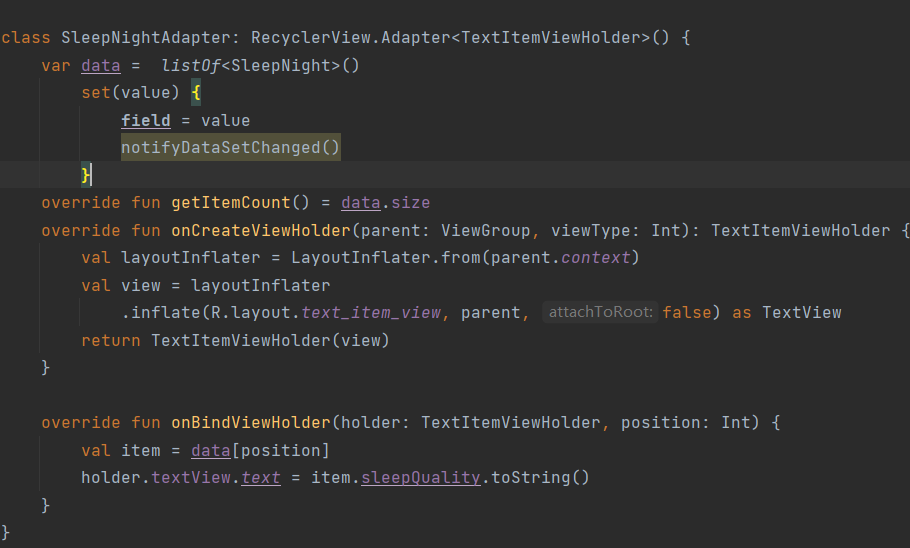 class SleepNightAdapter: RecyclerView.Adapter<TextItemViewHolder>() {
    var data =  listOf<SleepNight>()
        set(value) {
            field = value
            notifyDataSetChanged()
        }
    override fun getItemCount() = data.size
    override fun onCreateViewHolder(parent: ViewGroup, viewType: Int): TextItemViewHolder {
        val layoutInflater = LayoutInflater.from(parent.context)
        val view = layoutInflater
            .inflate(R.layout.text_item_view, parent, attachToRoot: false) as TextView
        return TextItemViewHolder(view)
    }
    override fun onBindViewHolder(holder: TextItemViewHolder, position: Int) {
        val item = data[position]
        holder.textView.text = item.sleepQuality.toString()
    }
}